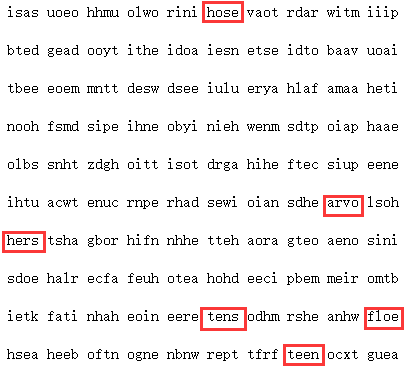 isas uoeo hhmu olwo rini hose vaot rdar witm iiip
bted gead ooyt ithe idoa iesn etse idto baav uoai
tbee eoem mntt desw dsee iulu erya hlaf amaa heti
nooh fsmd sipe ihne obyi nieh wenm sdtp oiap haae
olbs snht zdgh oitt isot drga hihe ftec siup eene
ihtu acwt enuc rnpe rhad sewi oian sdhe arvo lsoh
hers tsha gbor hifn nhhe tteh aora gteo aeno sini
sdoe halr ecfa feuh otea hohd eeci pbem meir omtb
ietk fati nhah eoin eere tens odhm rshe anhw floe
hsea heeb oftn ogne nbnw rept tfrf teen ocxt guea